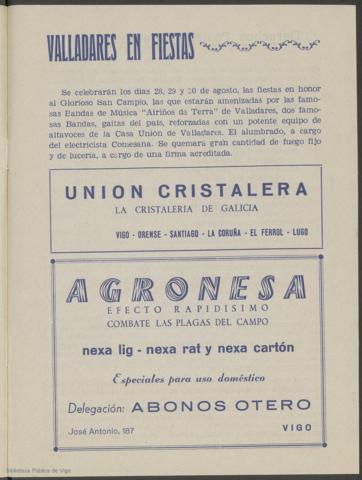 VALLADARES EN FIESTAS
Se celebrarán los días 28, 29 y 30 de agosto, las fiestas en honor
al Glorioso San Campio, las que estarán amenizadas por las famo-
sas Bandas de Música "Airiños da Terra" de Valladares, dos famo-
sas Bandas, gaitas del país, reforzadas con un potente equipo de
altavoces de la Casa Unión de Valladares. El alumbrado, a cargo
del electricista Comesaña. Se quemará gran cantidad de fuego fijo
y de lucería, a cargo de una firma acreditada.
UNION CRISTALERA
LA CRISTALERIA DE GALICIA
VIGO - ORENSE - SANTIAGO - LA CORUÑA - EL FERROL - LUGO
AGRONESA
EFECTO RAPIDISIMO
COMBATE LAS PLAGAS DEL CAMPO
nexa lig - nexa rat y nexa cartón
Especiales para uso doméstico
Delegación: ABONOS OTERO
José Antonio, 187 VIGO
Biblioteca Pública de Vigo